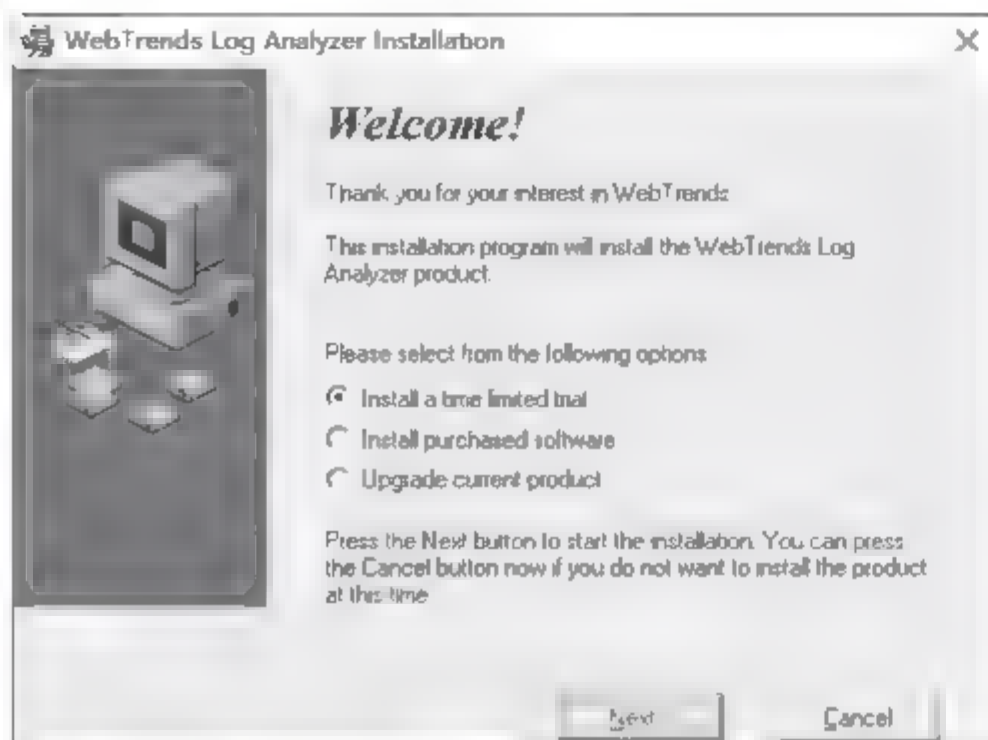 WebTrends Log Analyzer Installation
Welcome!
Thank you for your interest in WebTrends
This installation program will install the WebTrends Log
Analyzer product.
Please select from the following options
Install a time limited trial
Install purchased software
Upgrade current product
Press the Next button to start the installation. You can press
the Cancel button now if you do not want to install the product
at this time
Next
Cancel